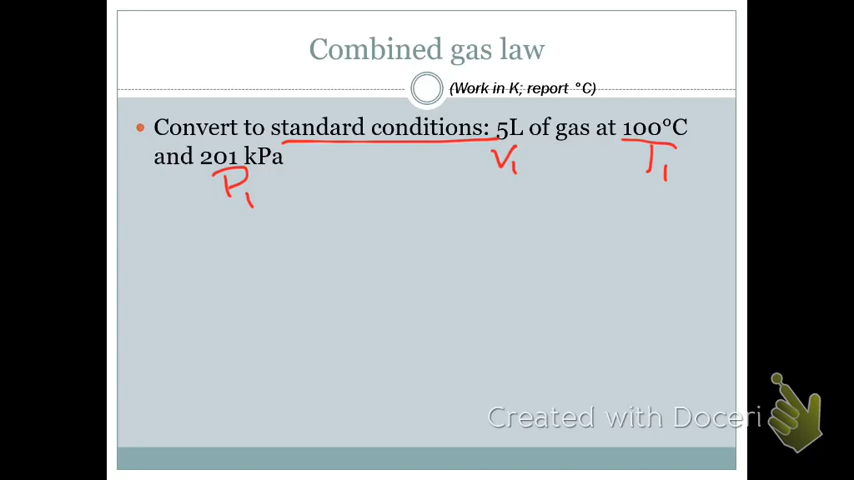 Combined gas law
(Work in K; report °C)
• Convert to standard conditions: 5L of gas at 100°C
and 201 kPa
V1
T1
P1
Created with Doceri